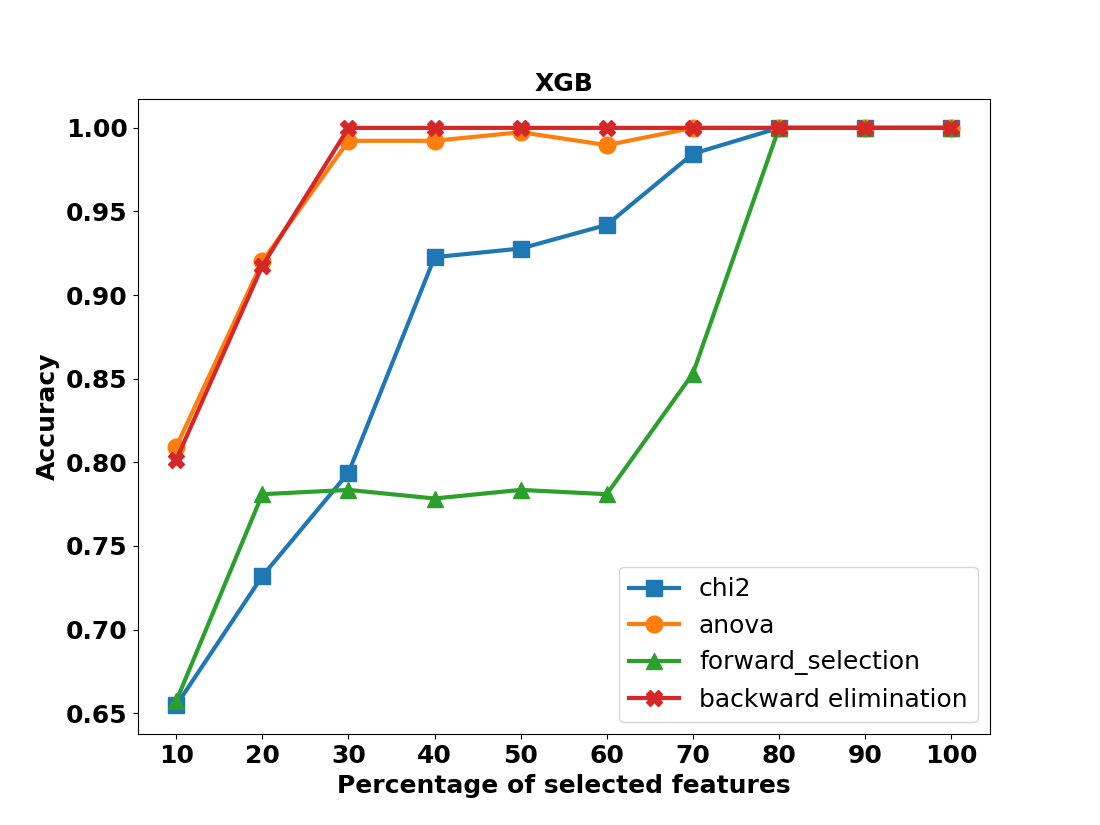 XGB
1.00
0.95
0.90
0.85
0.80
0.75
0.70
0.65
Accuracy
10 20 30 40 50 60 70 80 90 100
Percentage of selected features
chi2
anova
forward_selection
backward elimination